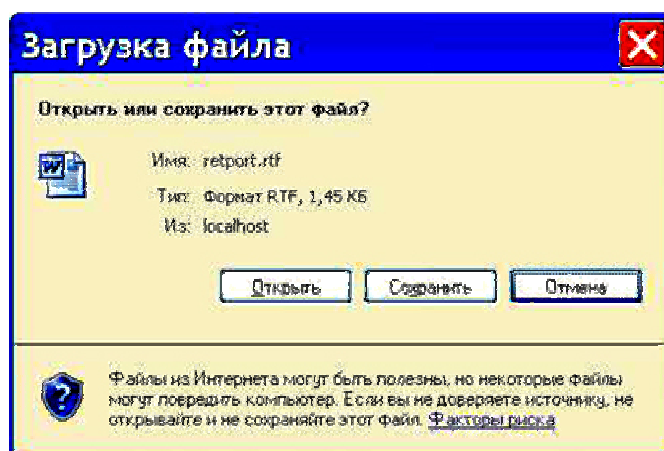 Загрузка файла
Открыть или сохранить этот файл?
Имя: retport.rtf
Тип: Формат RTF, 1,45 КБ
Из: localhost
Открыть Сохранить Отмена
Файлы из Интернета могут быть полезны, но некоторые файлы
могут повредить компьютер. Если вы не доверяете источнику, не
открывайте и не сохраняйте этот файл. Факторы риска